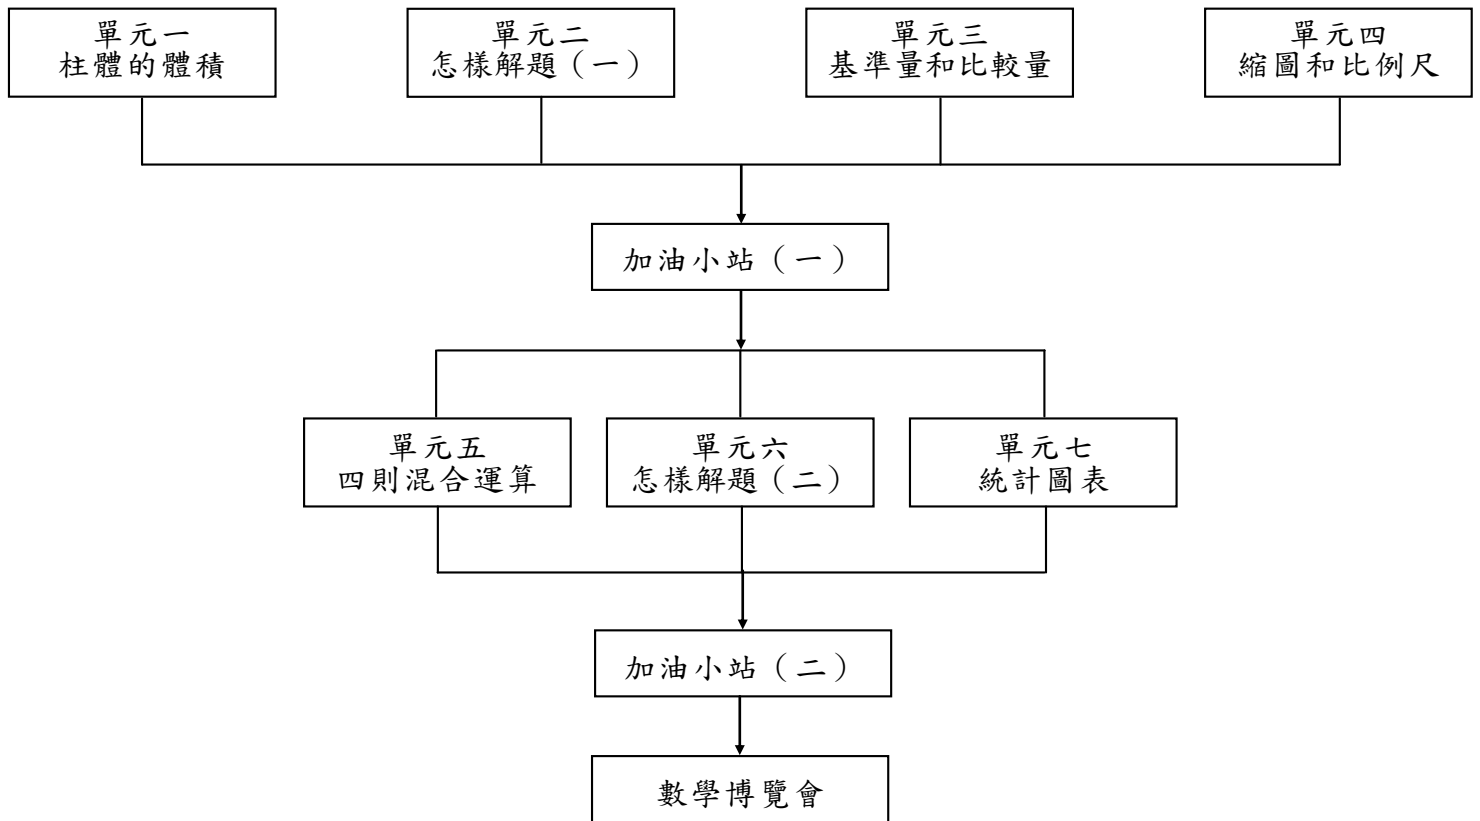 單元一
柱體的體積
單元二
怎樣解題（一）
單元三
基準量和比較量
單元四
縮圖和比例尺
加油小站（一）
單元五
四則混合運算
單元六
怎樣解題（二）
單元七
統計圖表
加油小站（二）
數學博覽會